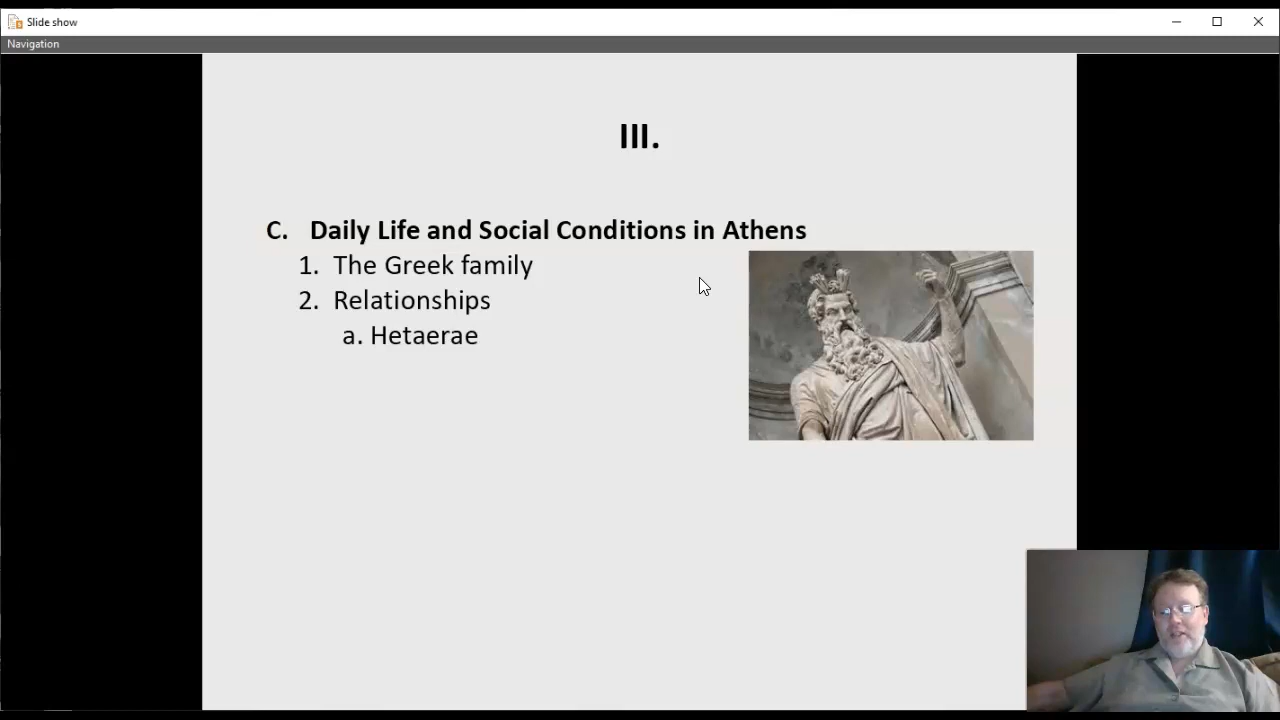 Slide show
Navigation
III.
C. Daily Life and Social Conditions in Athens
1. The Greek family
2. Relationships
a. Hetaerae